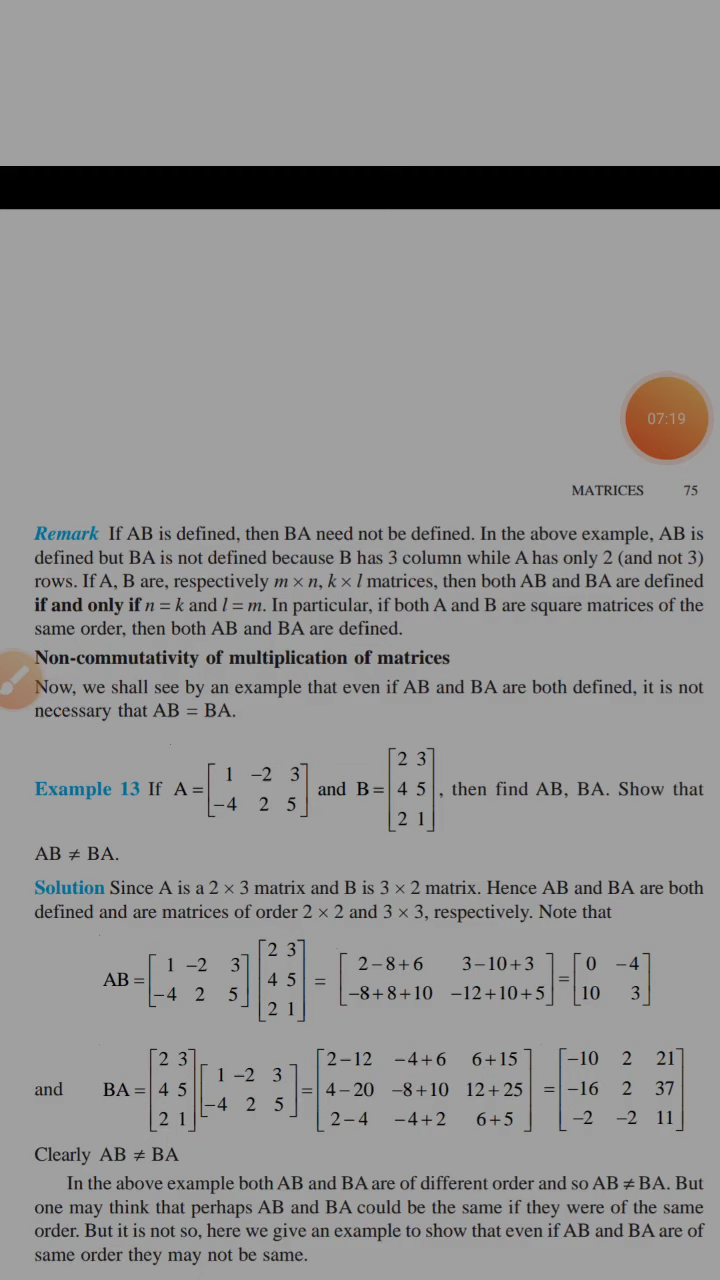 07:19
MATRICES 75
Remark If AB is defined, then BA need not be defined. In the above example, AB is
defined but BA is not defined because B has 3 column while A has only 2 (and not 3)
rows. If A, B are, respectively m × n, k × l matrices, then both AB and BA are defined
if and only if n = k and l = m. In particular, if both A and B are square matrices of the
same order, then both AB and BA are defined.
Non-commutativity of multiplication of matrices
Now, we shall see by an example that even if AB and BA are both defined, it is not
necessary that AB = BA.
Example 13 If A = [1 −2 3; −4 2 5] and B = [2 3; 4 5; 2 1], then find AB, BA. Show that
AB ≠ BA.
Solution Since A is a 2 × 3 matrix and B is 3 × 2 matrix. Hence AB and BA are both
defined and are matrices of order 2 × 2 and 3 × 3, respectively. Note that
AB = [1 −2 3; −4 2 5] [2 3; 4 5; 2 1] = [2−8+6 3−10+3; −8+8+10 −12+10+5] = [0 −4; 10 3]
and BA = [2 3; 4 5; 2 1] [1 −2 3; −4 2 5] = [2−12 −4+6 6+15; 4−20 −8+10 12+25; 2−4 −4+2 6+5] = [−10 2 21; −16 2 37; −2 −2 11]
Clearly AB ≠ BA
In the above example both AB and BA are of different order and so AB ≠ BA. But
one may think that perhaps AB and BA could be the same if they were of the same
order. But it is not so, here we give an example to show that even if AB and BA are of
same order they may not be same.